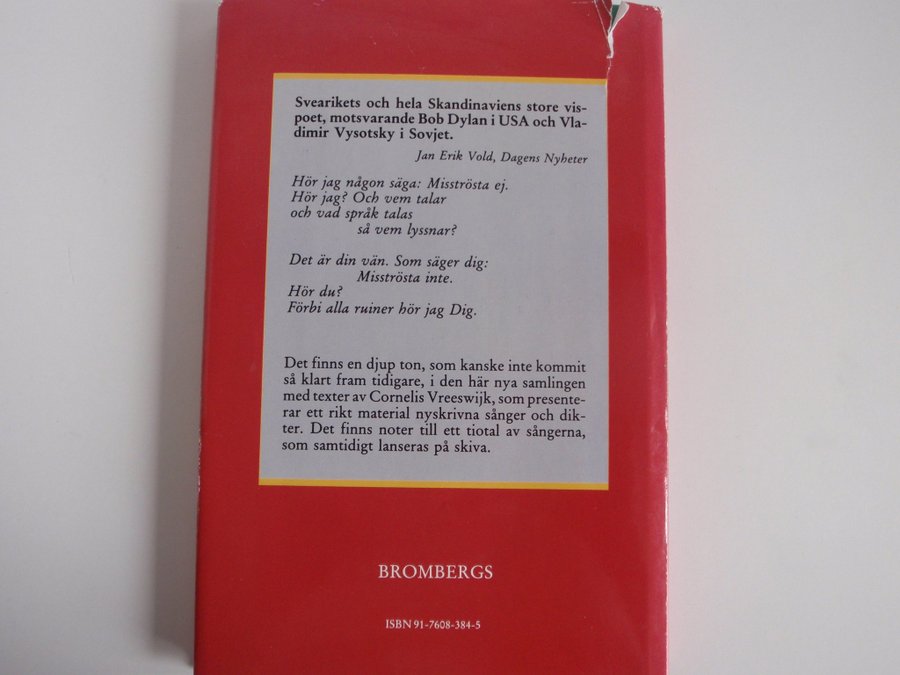 Svearikets och hela Skandinaviens store vis-
poet, motsvarande Bob Dylan i USA och Vla-
dimir Vysotsky i Sovjet.
Jan Erik Vold, Dagens Nyheter
Hör jag någon säga: Misströsta ej.
Hör jag? Och vem talar
och vad språk talas
så vem lyssnar?
Det är din vän. Som säger dig:
Misströsta inte.
Hör du?
Förbi alla ruiner hör jag Dig.
Det finns en djup ton, som kanske inte kommit
så klart fram tidigare, i den här nya samlingen
med texter av Cornelis Vreeswijk, som presente-
rar ett rikt material nyskrivna sånger och dik-
ter. Det finns noter till ett tiotal av sångerna,
som samtidigt lanseras på skiva.
BROMBERGS
ISBN 91-7608-384-5